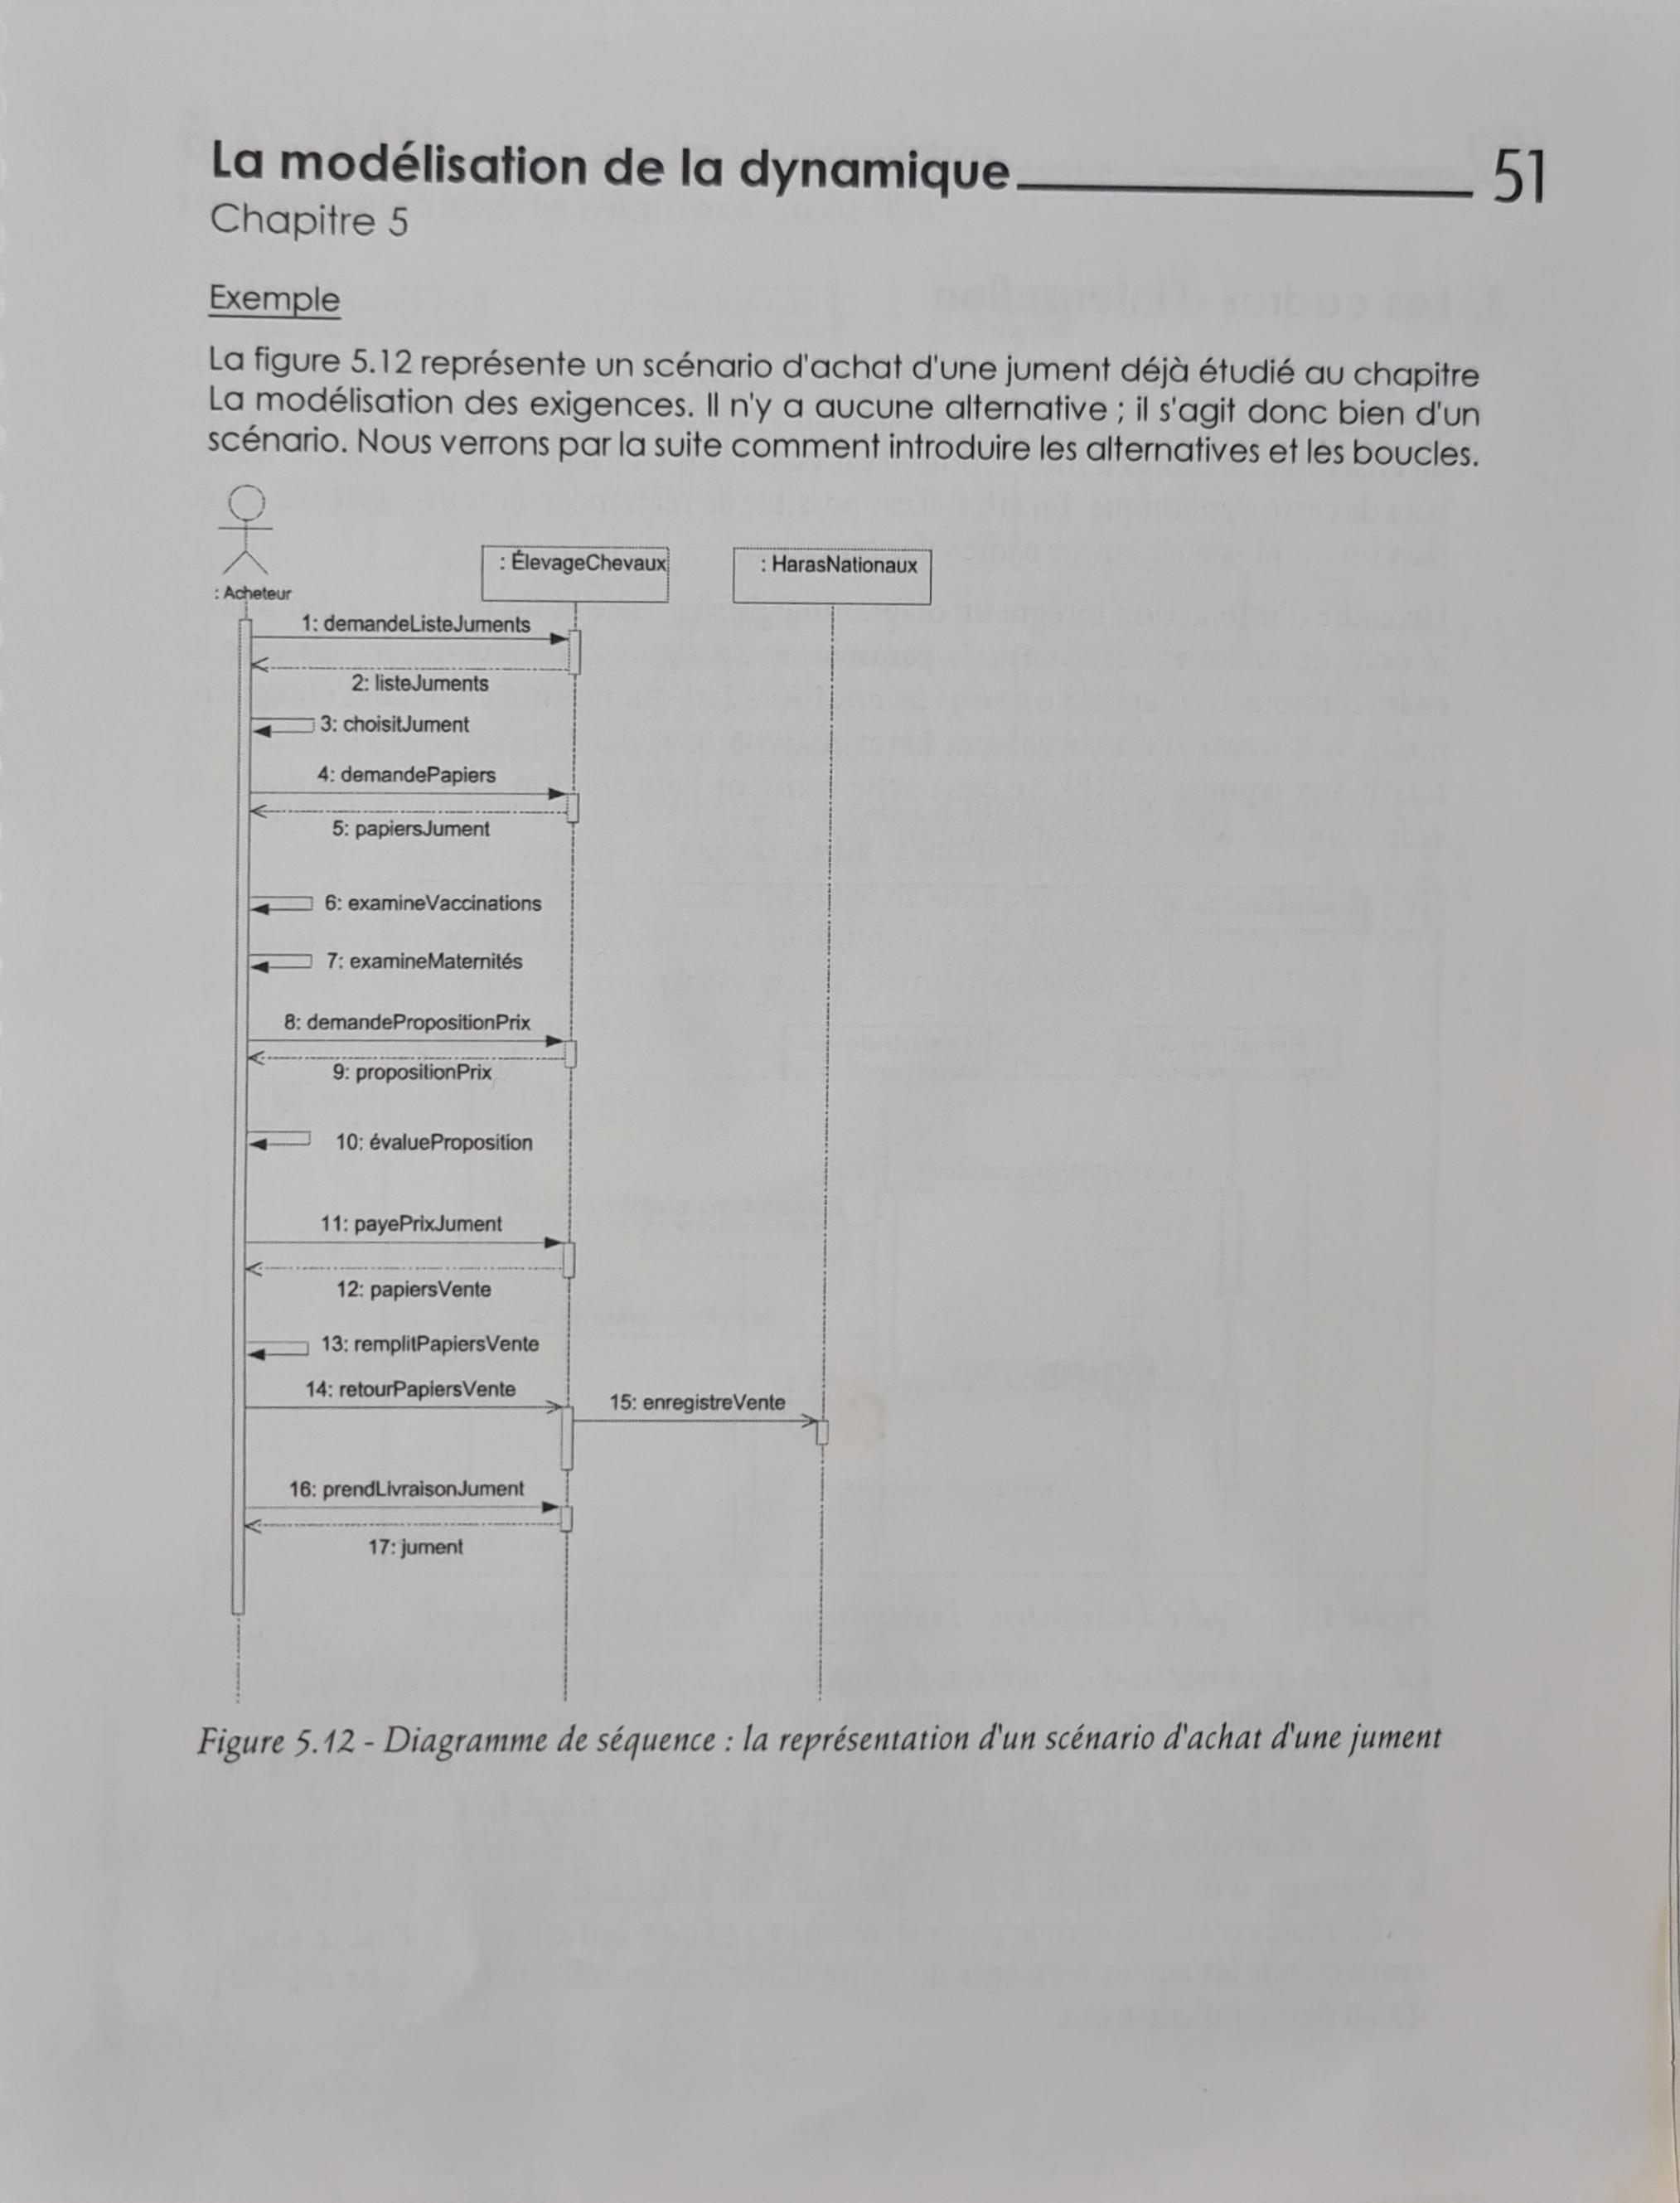 La modélisation de la dynamique 51
Chapitre 5
Exemple
La figure 5.12 représente un scénario d'achat d'une jument déjà étudié au chapitre
La modélisation des exigences. Il n'y a aucune alternative ; il s'agit donc bien d'un
scénario. Nous verrons par la suite comment introduire les alternatives et les boucles.
: ÉlevageChevaux
: HarasNationaux
: Acheteur
1: demandeListeJuments
2: listeJuments
3: choisitJument
4: demandePapiers
5: papiersJument
6: examineVaccinations
7: examineMaternités
8: demandePropositionPrix
9: propositionPrix
10: évalueProposition
11: payePrixJument
12: papiersVente
13: remplitPapiersVente
14: retourPapiersVente
15: enregistreVente
16: prendLivraisonJument
17: jument
Figure 5.12 - Diagramme de séquence : la représentation d'un scénario d'achat d'une jument